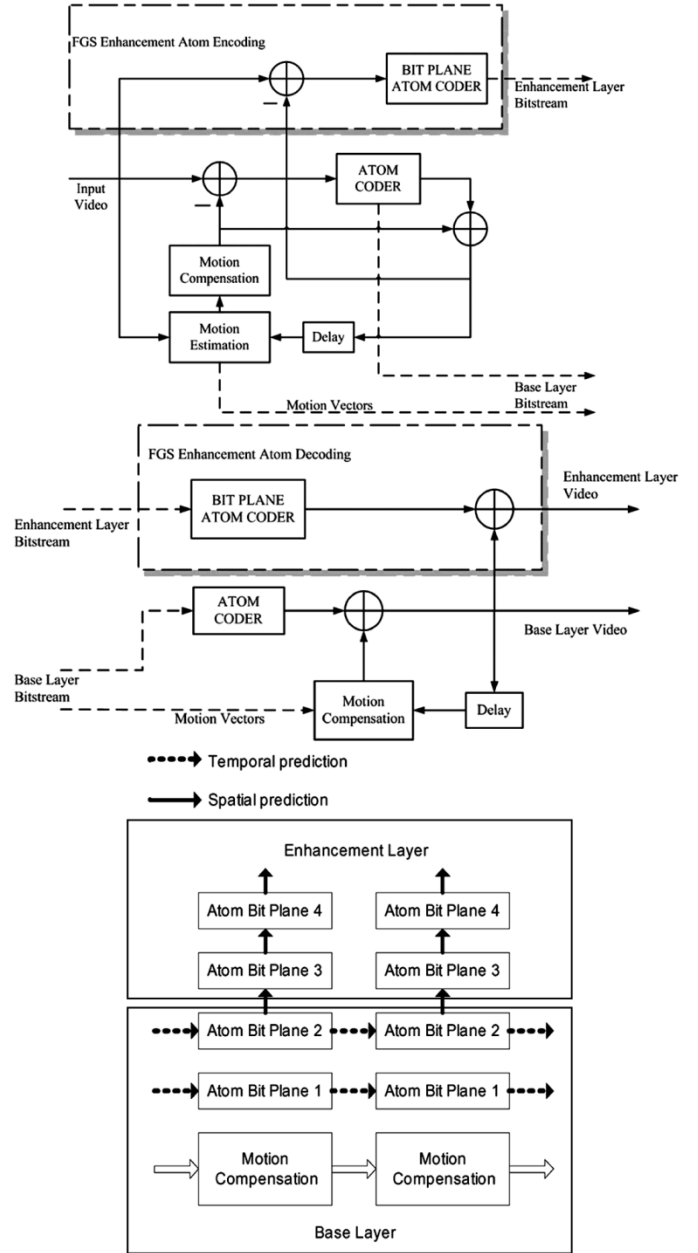 FGS Enhancement Atom Encoding
BIT PLANE
ATOM CODER
Enhancement Layer
Bitstream
Input
Video
ATOM
CODER
Motion
Compensation
Motion
Estimation
Delay
Base Layer
Bitstream
Motion Vectors
FGS Enhancement Atom Decoding
Enhancement Layer
Video
BIT PLANE
ATOM CODER
Enhancement Layer
Bitstream
ATOM
CODER
Base Layer Video
Base Layer
Bitstream
Motion Vectors
Motion
Compensation
Delay
Temporal prediction
Spatial prediction
Enhancement Layer
Atom Bit Plane 4 Atom Bit Plane 4
Atom Bit Plane 3 Atom Bit Plane 3
Atom Bit Plane 2 Atom Bit Plane 2
Atom Bit Plane 1 Atom Bit Plane 1
Motion Motion
Compensation Compensation
Base Layer